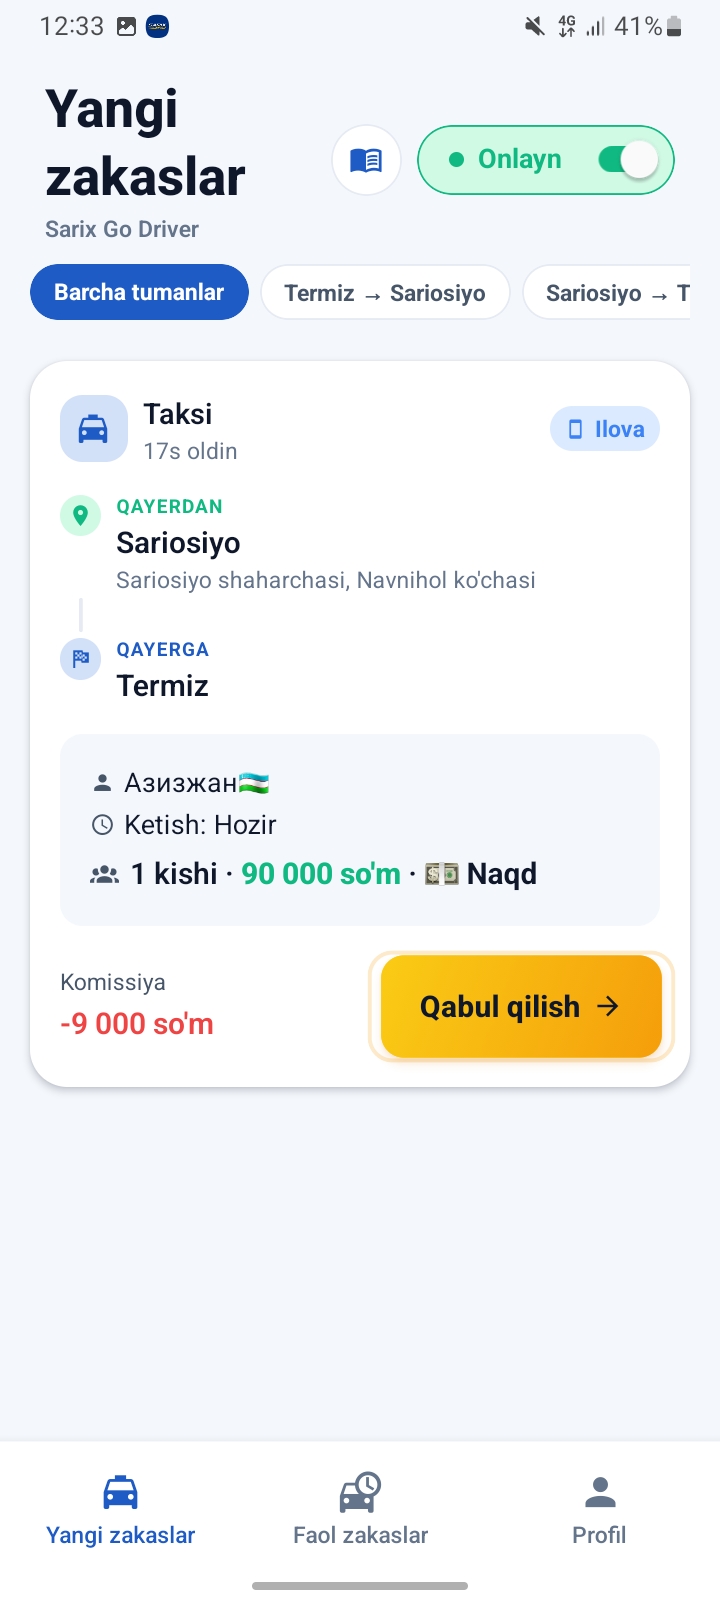 12:33 4G 41%
Yangi
zakaslar
Onlayn
Sarix Go Driver
Barcha tumanlar
Termiz → Sariosiyo
Sariosiyo → T
Taksi
17s oldin
Ilova
QAYERDAN
Sariosiyo
Sariosiyo shaharchasi, Navnihol ko'chasi
QAYERGA
Termiz
Азизжан🇺🇿
Ketish: Hozir
1 kishi · 90 000 so'm · 💵 Naqd
Komissiya
-9 000 so'm
Qabul qilish →
Yangi zakaslar
Faol zakaslar
Profil